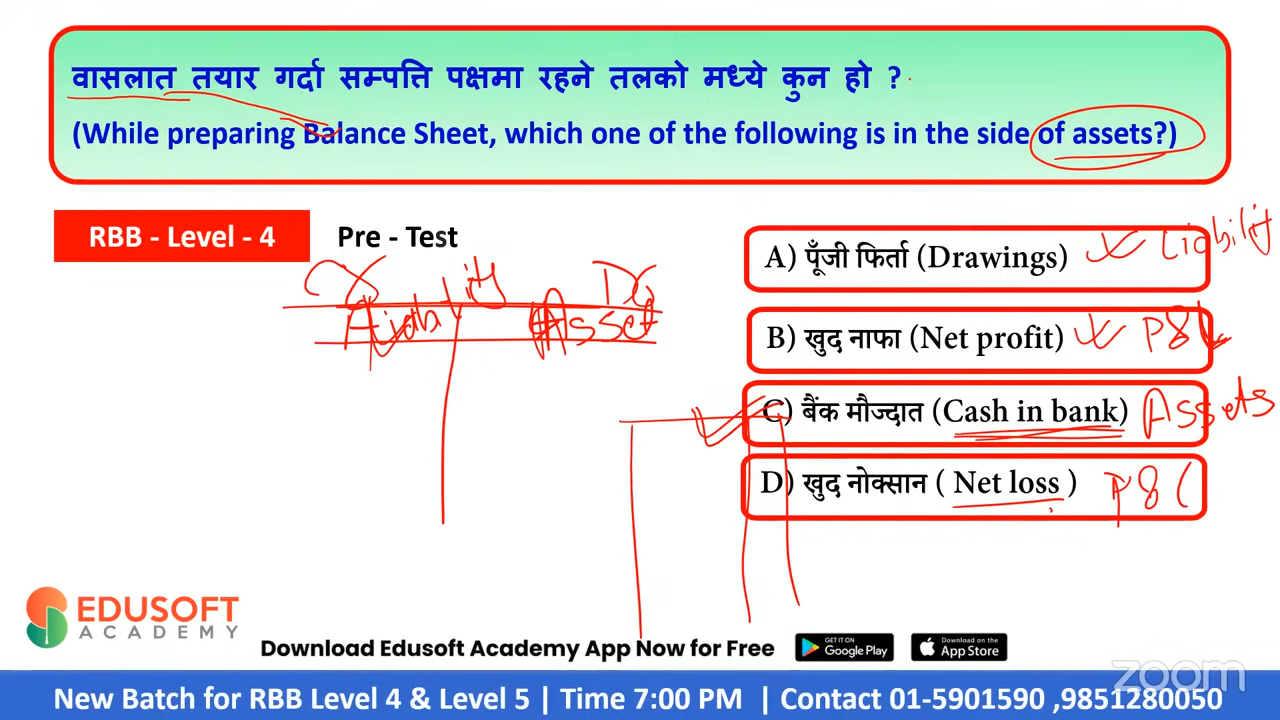 वासलात तयार गर्दा सम्पत्ति पक्षमा रहने तलको मध्ये कुन हो ?
(While preparing Balance Sheet, which one of the following is in the side of assets?)
RBB - Level - 4
Pre - Test
A) पूँजी फिर्ता (Drawings)
Liability
B) खुद नाफा (Net profit)
P&L
C) बैंक मौज्दात (Cash in bank)
Assets
D) खुद नोक्सान ( Net loss )
P&L
Asset
EDUSOFT
ACADEMY
Download Edusoft Academy App Now for Free
GET IT ON
Google Play
Download on the
App Store
zoom
New Batch for RBB Level 4 & Level 5 | Time 7:00 PM | Contact 01-5901590 ,9851280050